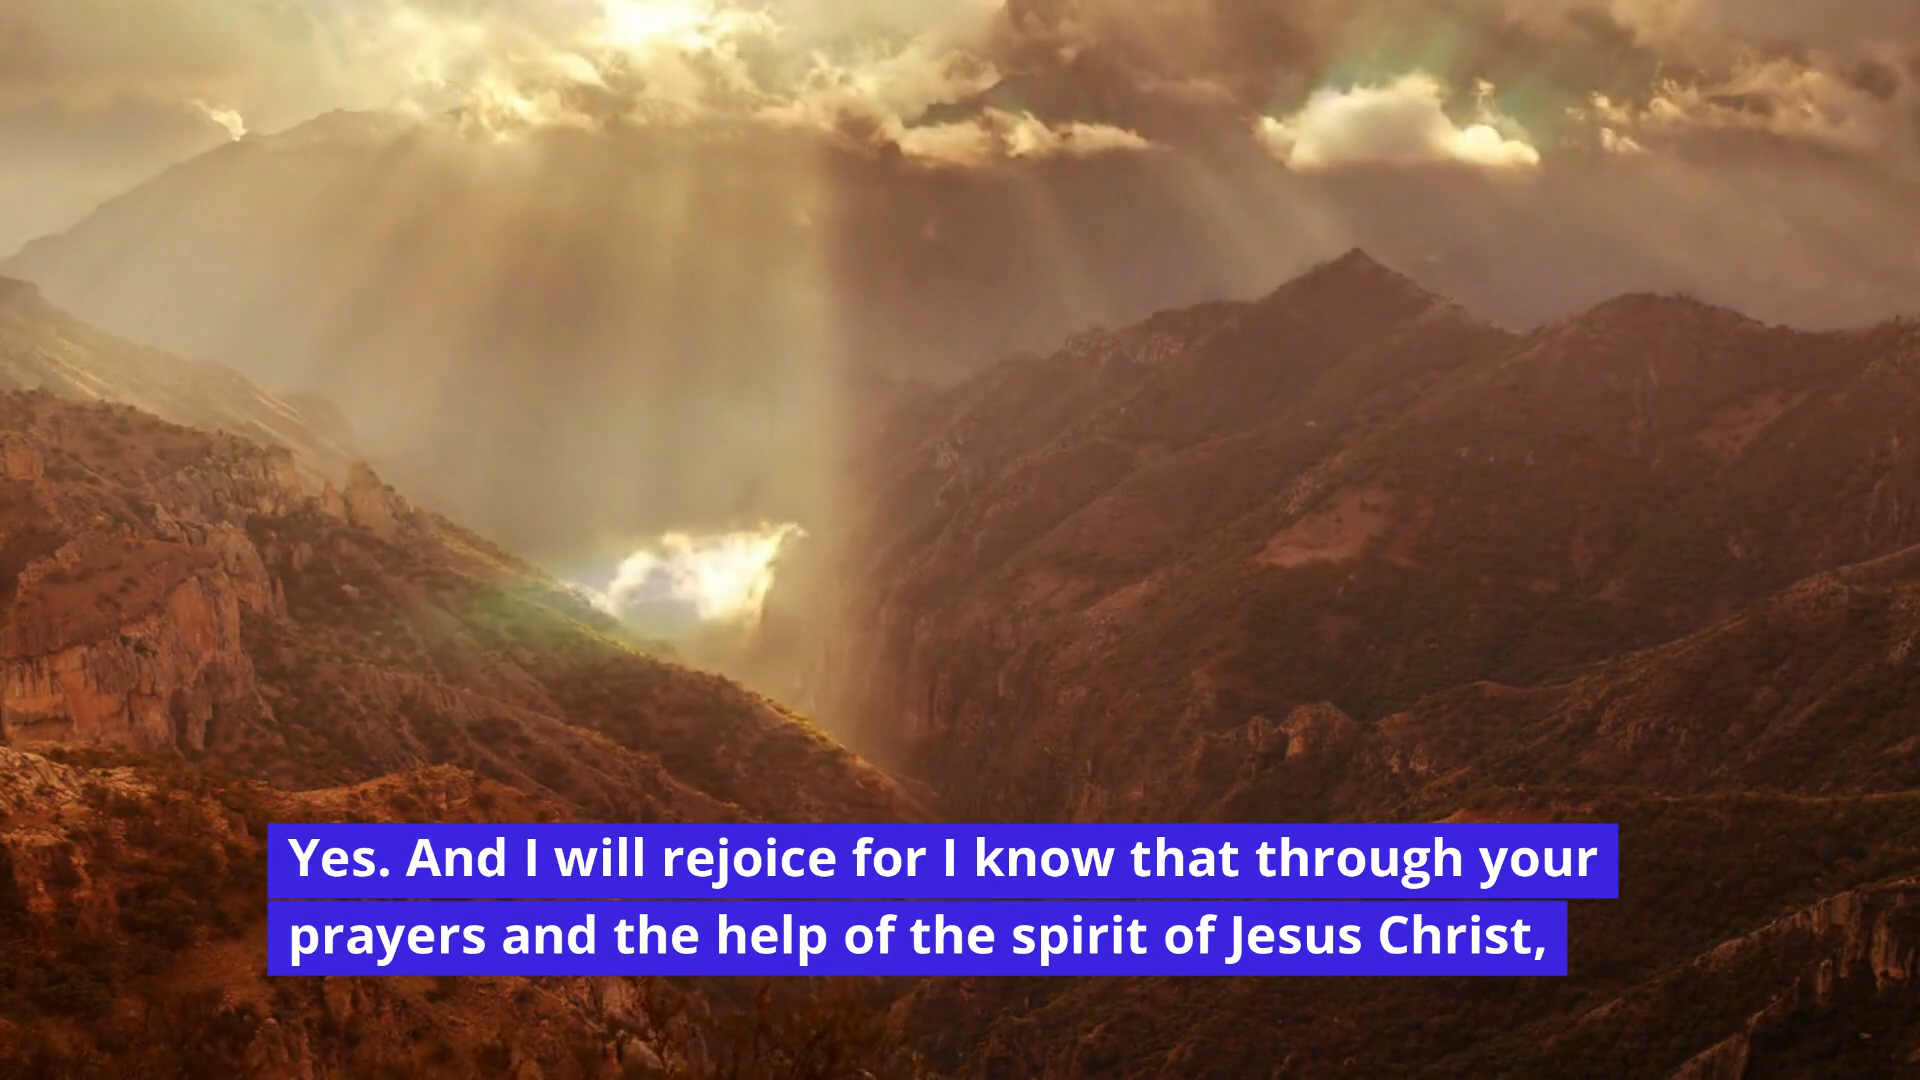 Yes. And I will rejoice for I know that through your
prayers and the help of the spirit of Jesus Christ,